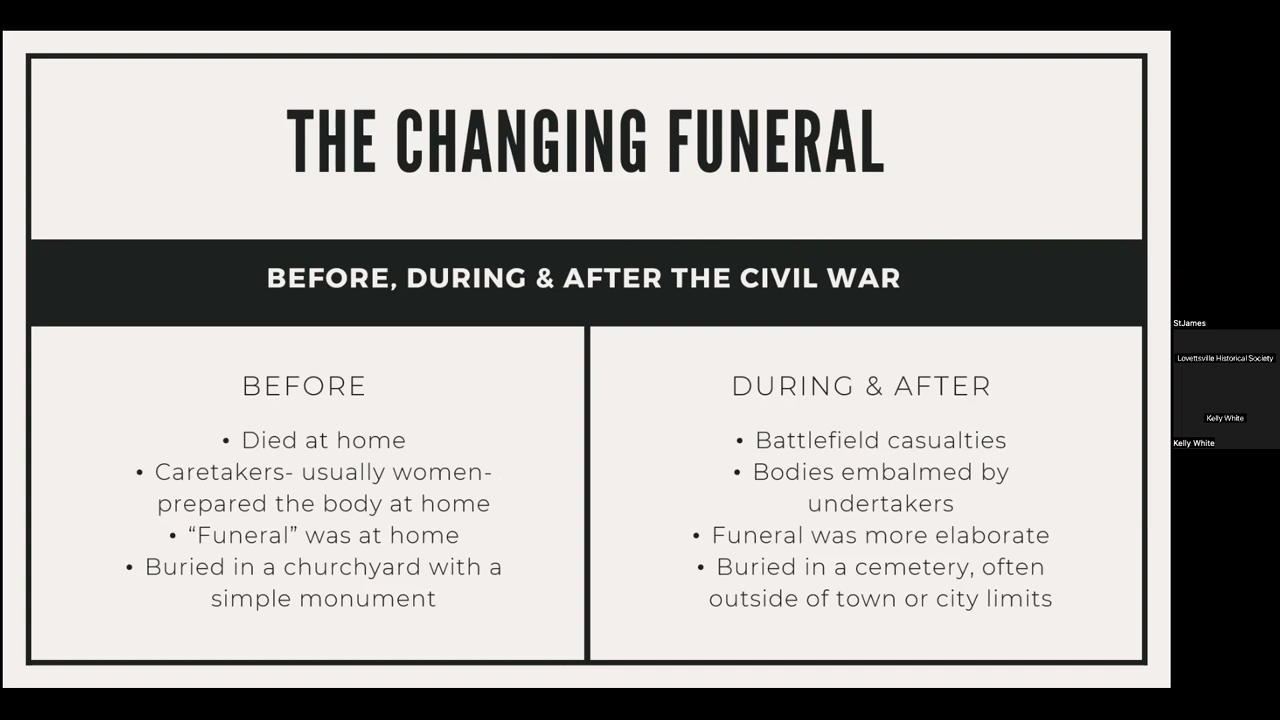 THE CHANGING FUNERAL
BEFORE, DURING & AFTER THE CIVIL WAR
BEFORE
• Died at home
• Caretakers- usually women-
prepared the body at home
• “Funeral” was at home
• Buried in a churchyard with a
simple monument
DURING & AFTER
• Battlefield casualties
• Bodies embalmed by
undertakers
• Funeral was more elaborate
• Buried in a cemetery, often
outside of town or city limits
StJames
Lovettsville Historical Society
Kelly White
Kelly White